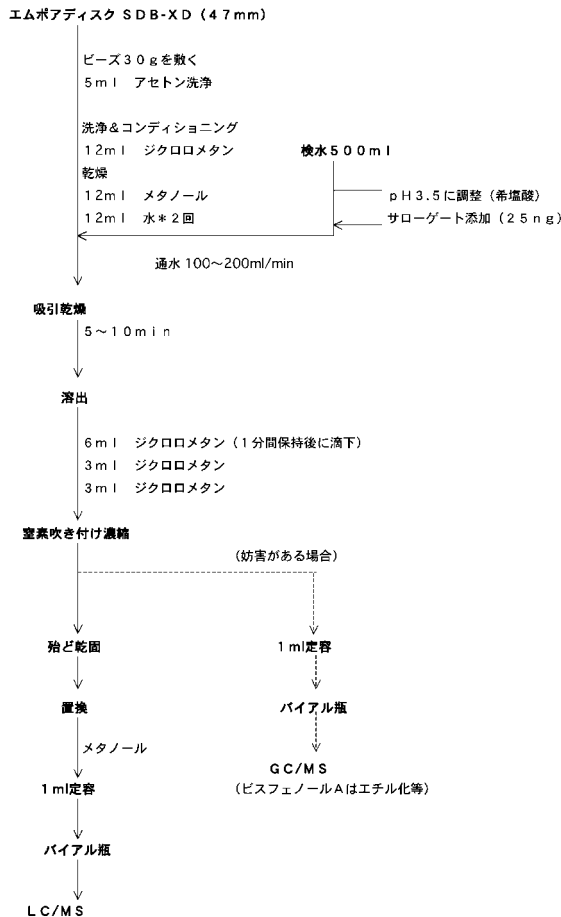 エムポアディスク SDB-XD (47mm)
ビーズ30gを敷く
5ml アセトン洗浄
洗浄&コンディショニング
12ml ジクロロメタン
検水500ml
乾燥
12ml メタノール
pH3.5に調整(希塩酸)
12ml 水*2回
サローゲート添加(25ng)
通水 100~200ml/min
吸引乾燥
5~10min
溶出
6ml ジクロロメタン(1分間保持後に滴下)
3ml ジクロロメタン
3ml ジクロロメタン
窒素吹き付け濃縮
(妨害がある場合)
殆ど乾固
1ml定容
置換
バイアル瓶
メタノール
GC/MS
1ml定容
(ビスフェノールAはエチル化等)
バイアル瓶
LC/MS